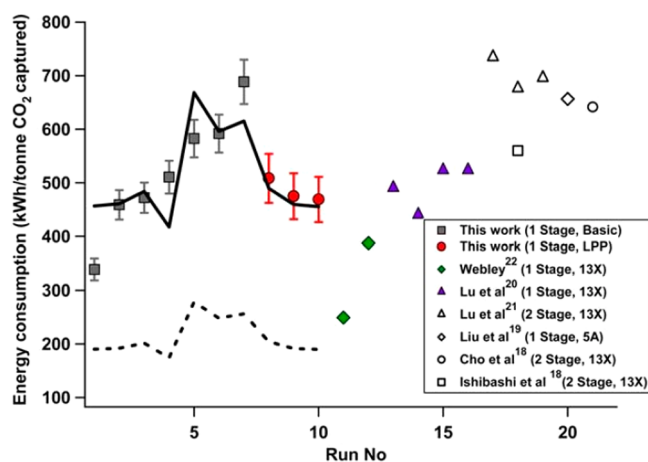 800
700
600
500
400
300
200
100
Energy consumption (kWh/tonne CO2 captured)
5
10
15
20
Run No
This work (1 Stage, Basic)
This work (1 Stage, LPP)
Webley22 (1 Stage, 13X)
Lu et al20 (1 Stage, 13X)
Lu et al21 (2 Stage, 13X)
Liu et al19 (1 Stage, 5A)
Cho et al18 (2 Stage, 13X)
Ishibashi et al 18 (2 Stage, 13X)